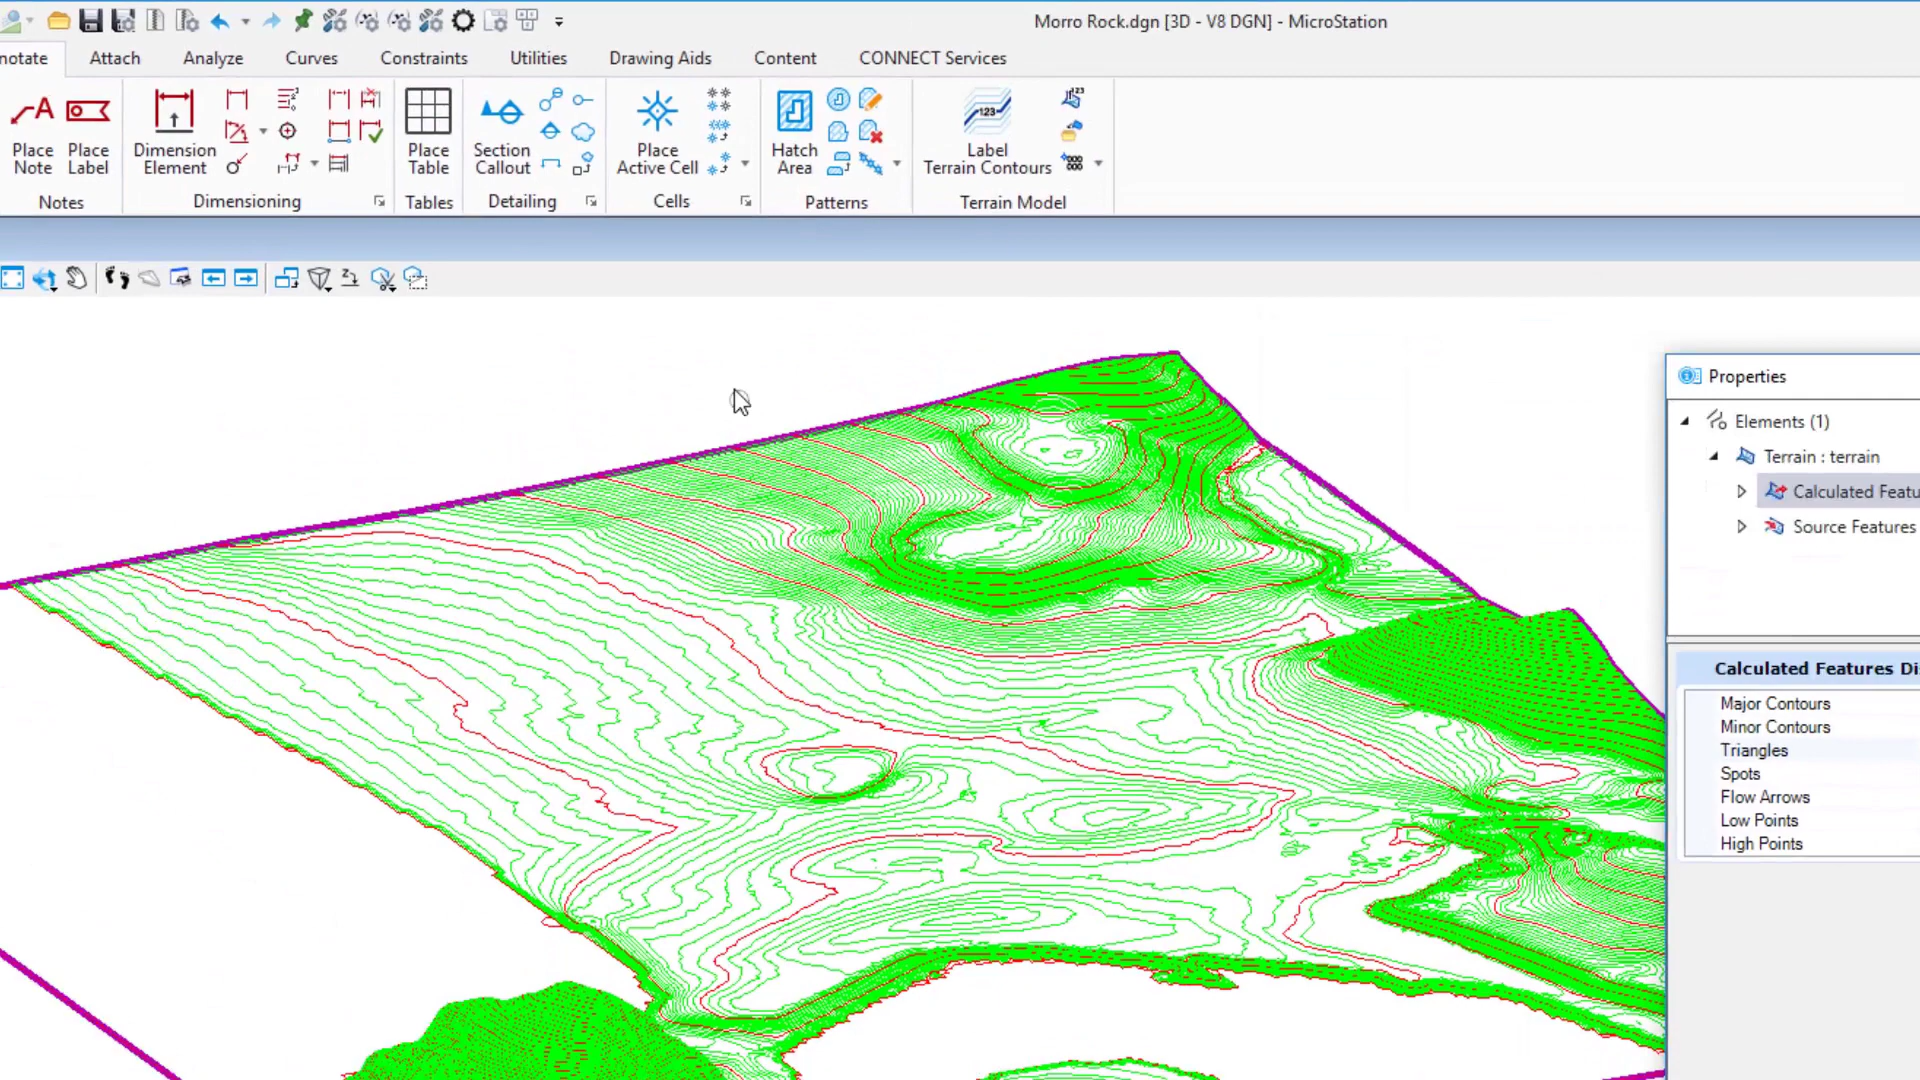 Morro Rock.dgn [3D - V8 DGN] - MicroStation
notate Attach Analyze Curves Constraints Utilities Drawing Aids Content CONNECT Services
Place Note
Place Label
Notes
Dimension Element
Dimensioning
Place Table
Tables
Section Callout
Detailing
Place Active Cell
Cells
Hatch Area
Patterns
123
Label Terrain Contours
123
Terrain Model
Properties
Elements (1)
Terrain : terrain
Calculated Featu
Source Features
Calculated Features Di
Major Contours
Minor Contours
Triangles
Spots
Flow Arrows
Low Points
High Points